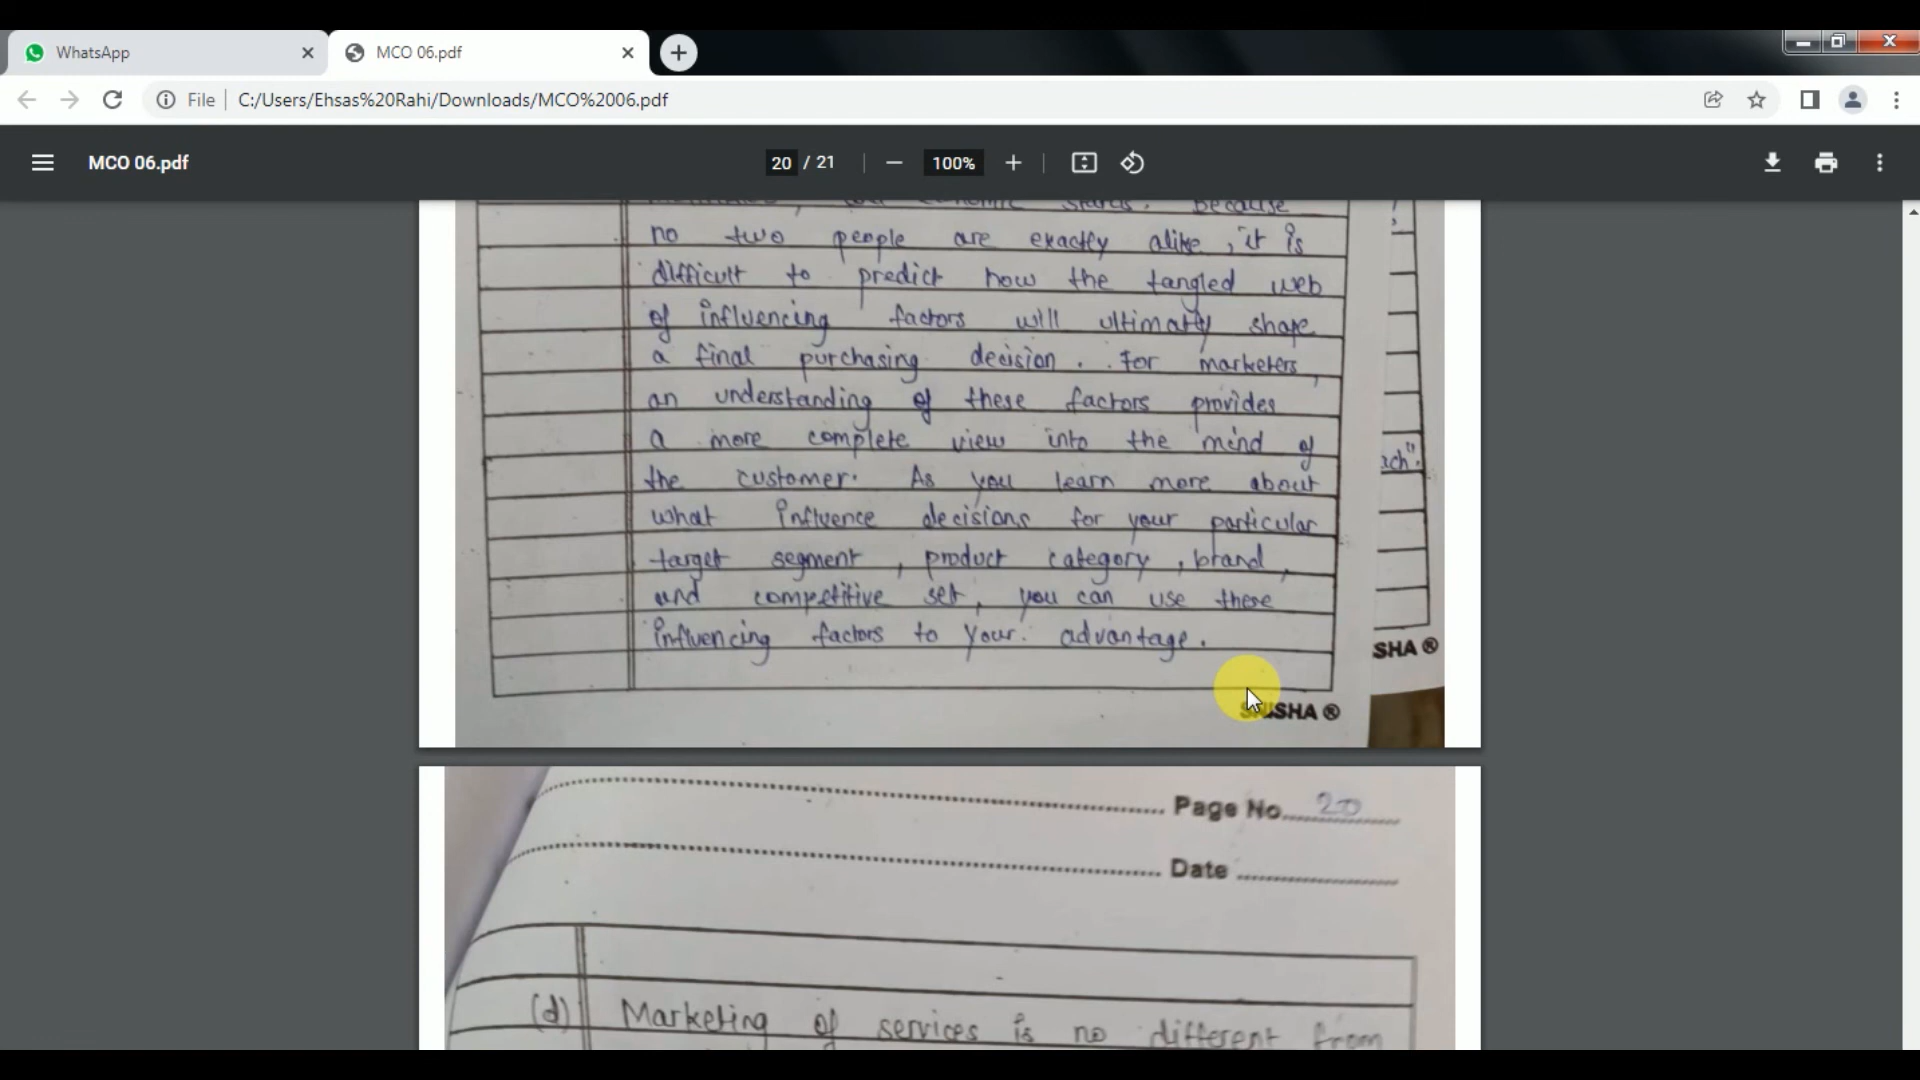 WhatsApp
MCO 06.pdf
File
C:/Users/Ehsas%20Rahi/Downloads/MCO%2006.pdf
MCO 06.pdf
20 / 21
100%
economic status. Because
no two people are exactly alike, it is
difficult to predict how the tangled web
of influencing factors will ultimatly shape
a final purchasing decision. For marketers,
an understanding of these factors provides
a more complete view into the mind of
the customer. As you learn more about
what influence decisions for your particular
target segment, product category, brand,
and competitive set, you can use these
influencing factors to your advantage.
ach".
SHA ®
SHA ®
Page No. 20
Date
(d) Marketing of services is no different from